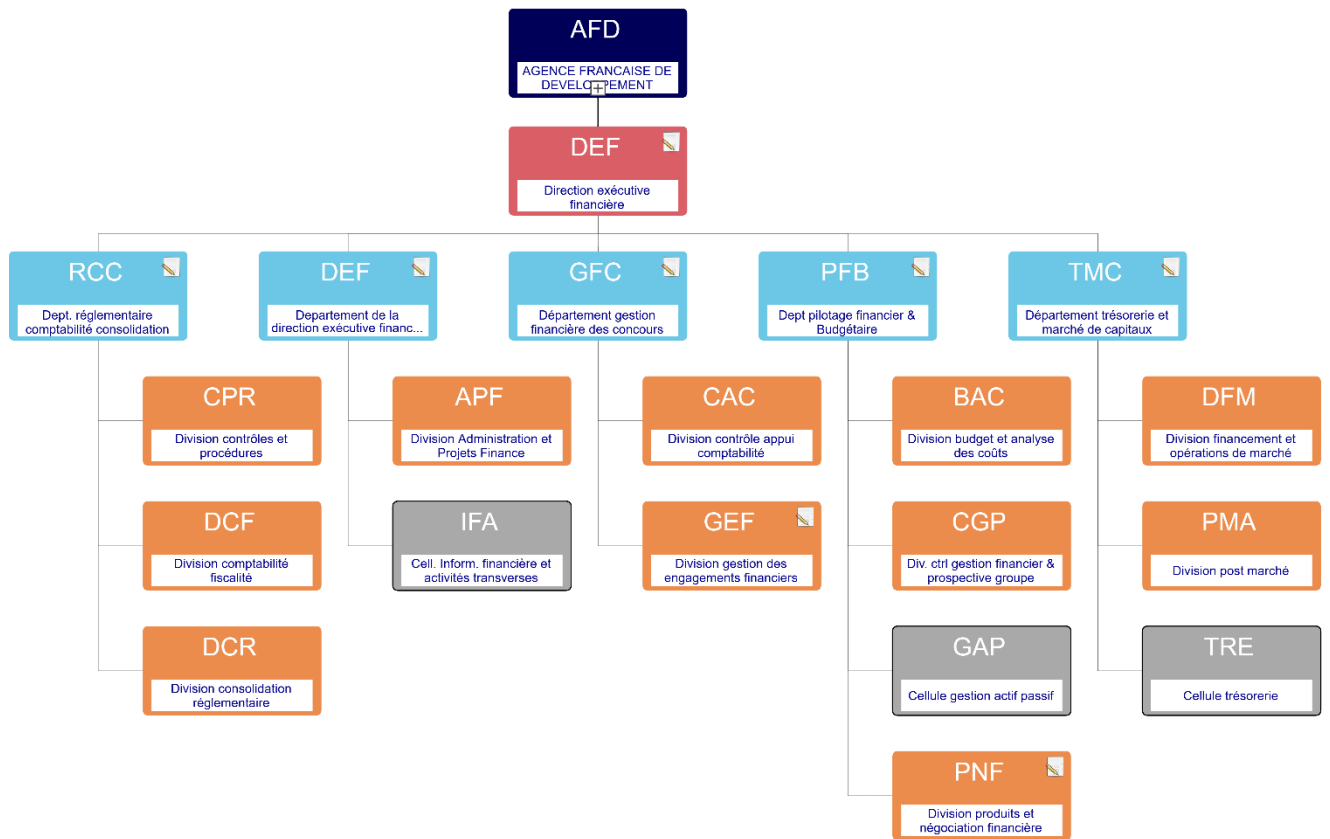 AFD
AGENCE FRANCAISE DE
DEVELOPPEMENT
DEF
Direction exécutive
financière
RCC
Dept. réglementaire
comptabilité consolidation
DEF
Departement de la
direction exécutive financ...
GFC
Département gestion
financière des concours
PFB
Dept pilotage financier &
Budgétaire
TMC
Département trésorerie et
marché de capitaux
CPR
Division contrôles et
procédures
APF
Division Administration et
Projets Finance
CAC
Division contrôle appui
comptabilité
BAC
Division budget et analyse
des coûts
DFM
Division financement et
opérations de marché
DCF
Division comptabilité
fiscalité
IFA
Cell. Inform. financière et
activités transverses
GEF
Division gestion des
engagements financiers
CGP
Div. ctrl gestion financier &
prospective groupe
PMA
Division post marché
DCR
Division consolidation
réglementaire
GAP
Cellule gestion actif passif
TRE
Cellule trésorerie
PNF
Division produits et
négociation financière